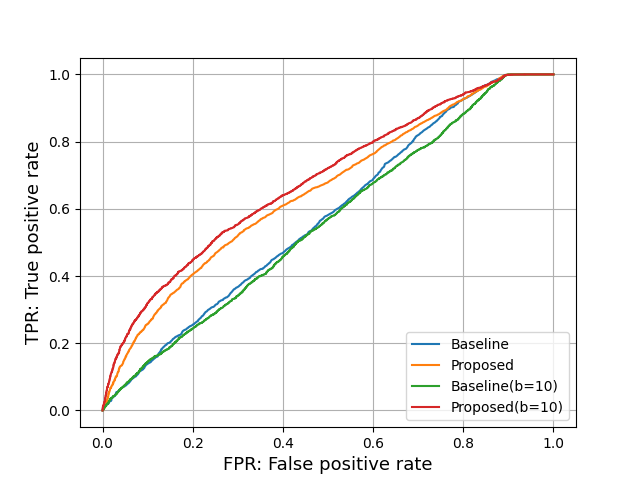 1.0
0.8
0.6
0.4
0.2
0.0
TPR: True positive rate
Baseline
Proposed
Baseline(b=10)
Proposed(b=10)
0.0 0.2 0.4 0.6 0.8 1.0
FPR: False positive rate